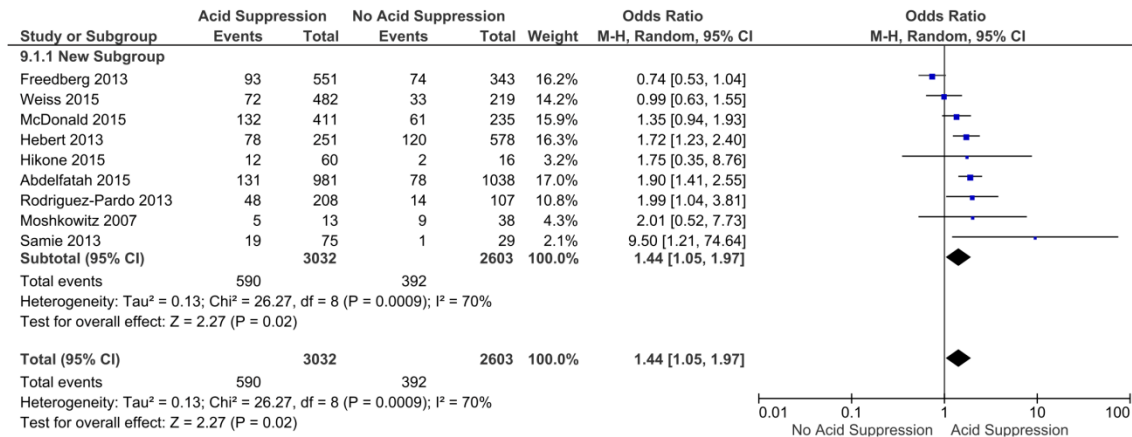 Acid Suppression No Acid Suppression Odds Ratio Odds Ratio
Study or Subgroup Events Total Events Total Weight M-H, Random, 95% CI M-H, Random, 95% CI
9.1.1 New Subgroup
Freedberg 2013 93 551 74 343 16.2% 0.74 [0.53, 1.04]
Weiss 2015 72 482 33 219 14.2% 0.99 [0.63, 1.55]
McDonald 2015 132 411 61 235 15.9% 1.35 [0.94, 1.93]
Hebert 2013 78 251 120 578 16.3% 1.72 [1.23, 2.40]
Hikone 2015 12 60 2 16 3.2% 1.75 [0.35, 8.76]
Abdelfatah 2015 131 981 78 1038 17.0% 1.90 [1.41, 2.55]
Rodriguez-Pardo 2013 48 208 14 107 10.8% 1.99 [1.04, 3.81]
Moshkowitz 2007 5 13 9 38 4.3% 2.01 [0.52, 7.73]
Samie 2013 19 75 1 29 2.1% 9.50 [1.21, 74.64]
Subtotal (95% CI) 3032 2603 100.0% 1.44 [1.05, 1.97]
Total events 590 392
Heterogeneity: Tau² = 0.13; Chi² = 26.27, df = 8 (P = 0.0009); I² = 70%
Test for overall effect: Z = 2.27 (P = 0.02)
Total (95% CI) 3032 2603 100.0% 1.44 [1.05, 1.97]
Total events 590 392
Heterogeneity: Tau² = 0.13; Chi² = 26.27, df = 8 (P = 0.0009); I² = 70%
Test for overall effect: Z = 2.27 (P = 0.02)
0.01 0.1 1 10 100
No Acid Suppression Acid Suppression